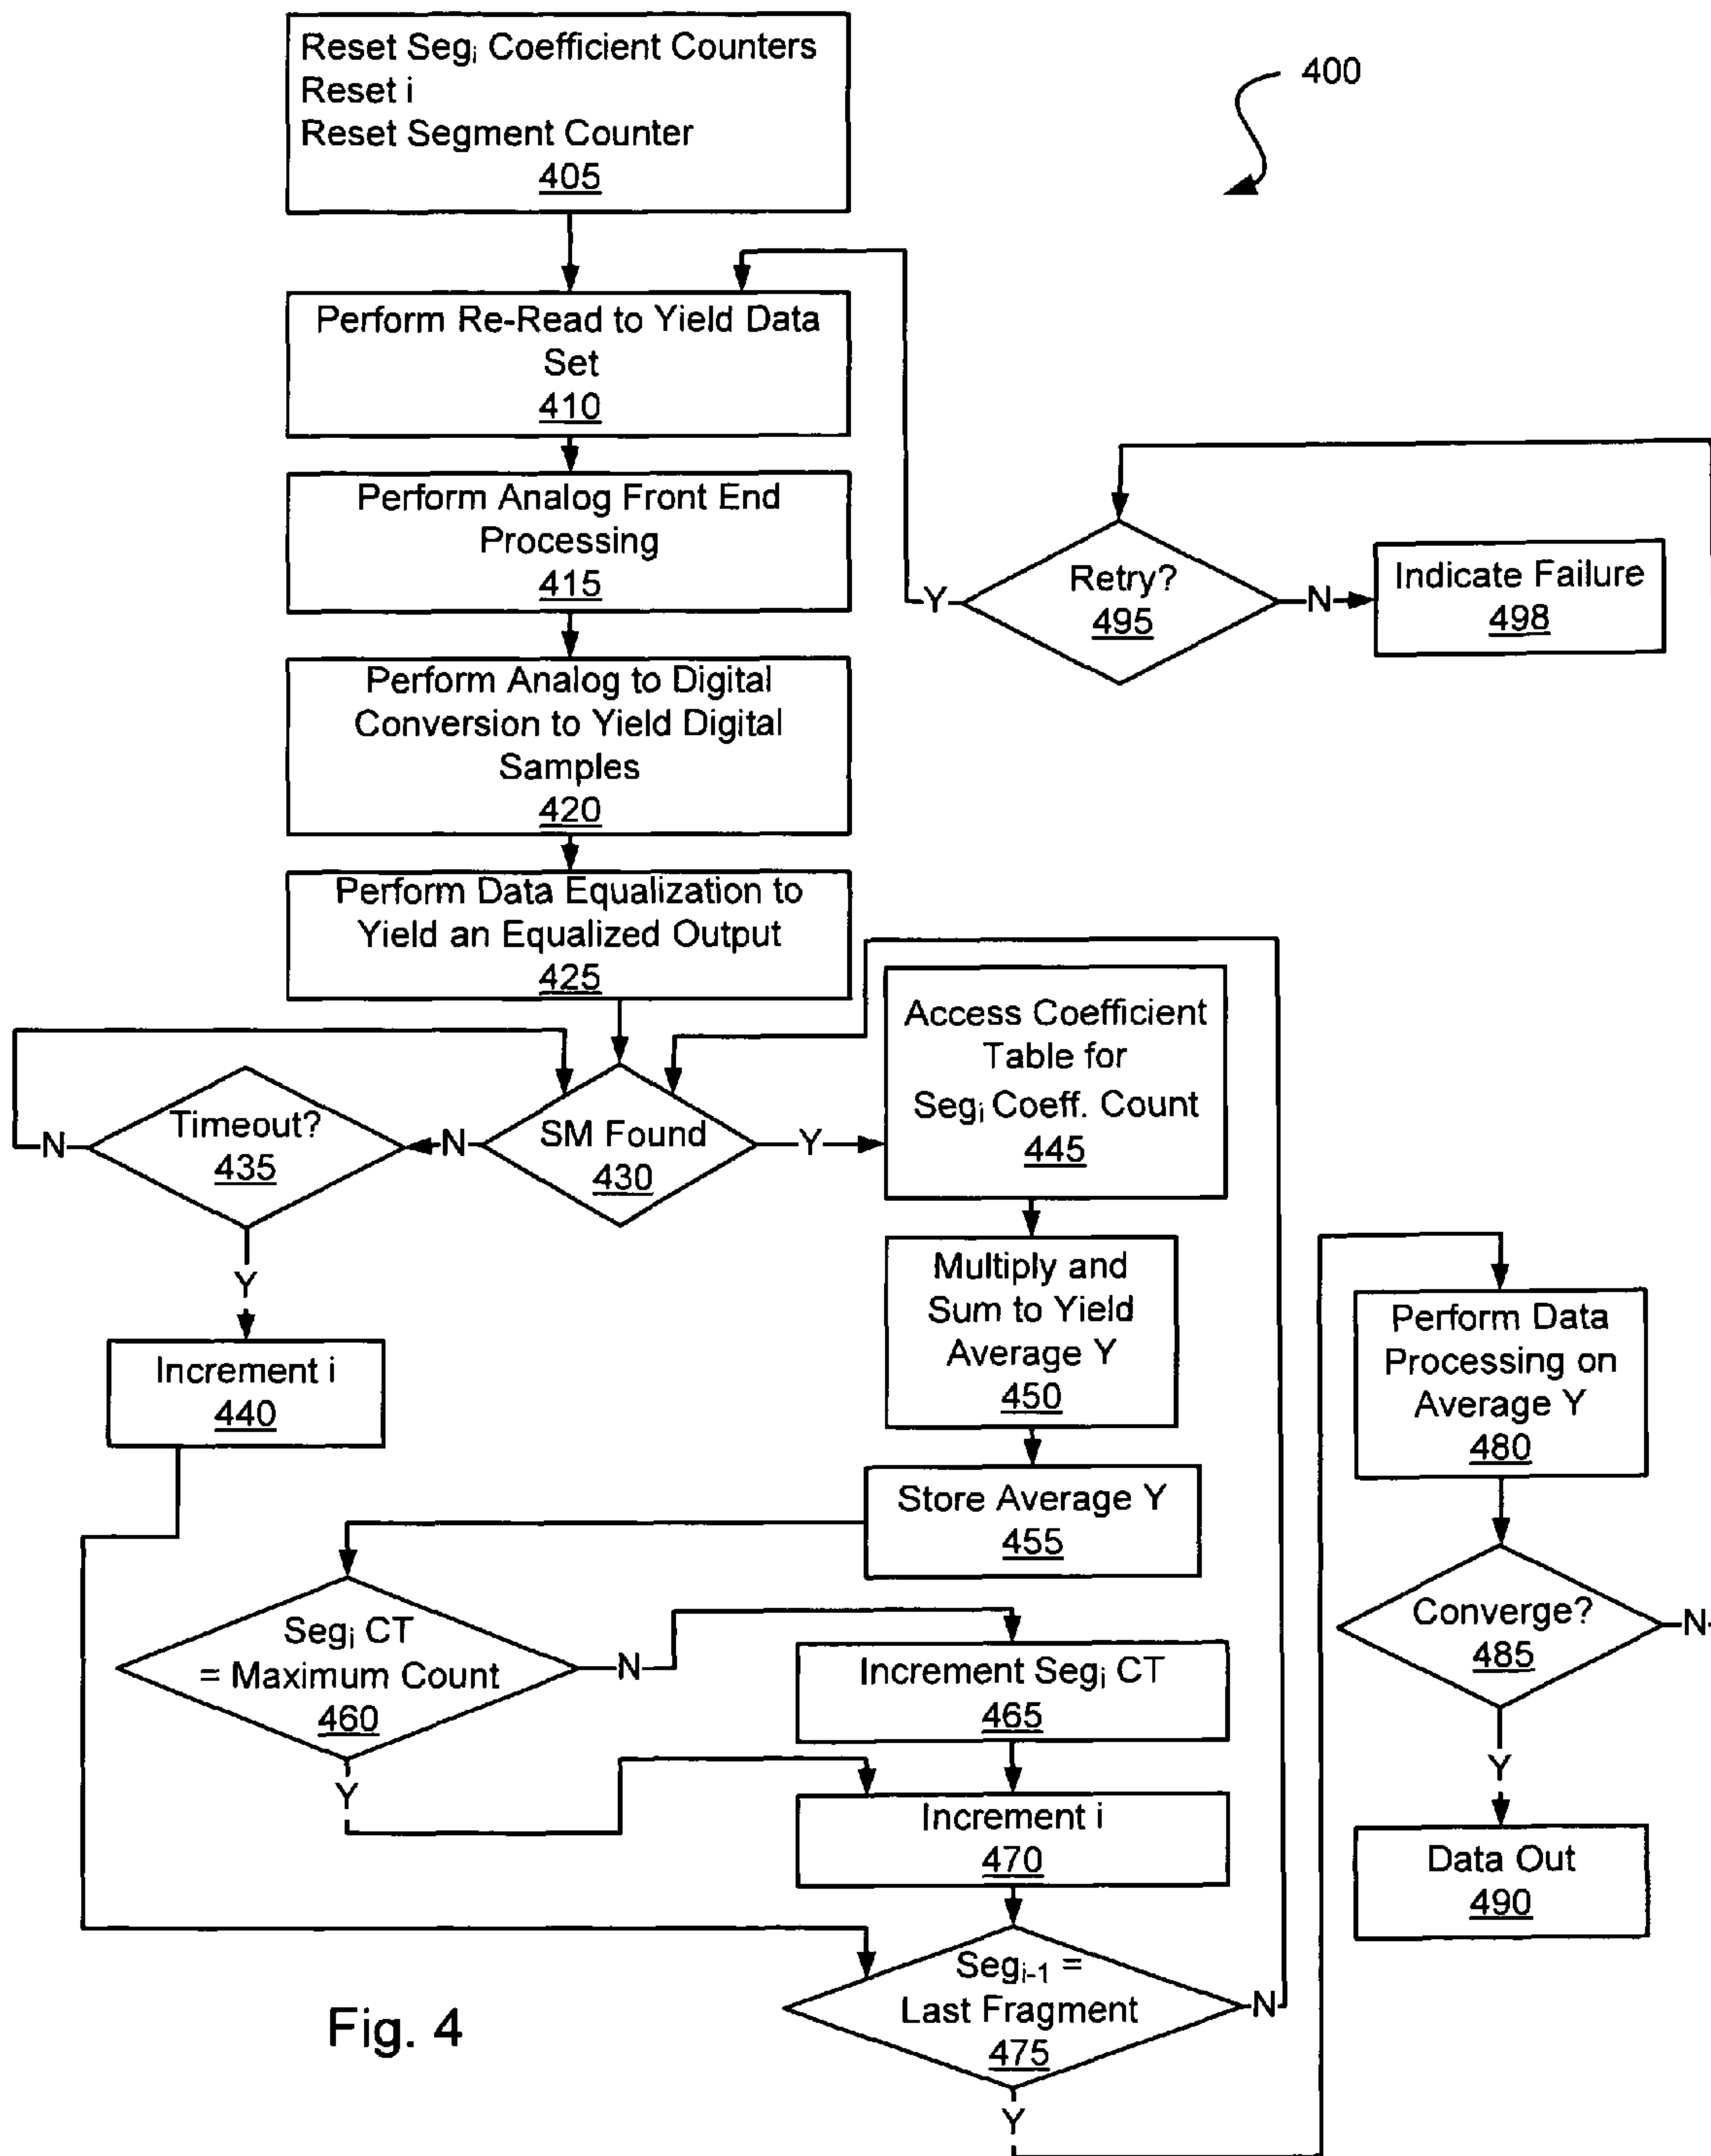 Reset Segi Coefficient Counters
Reset i
Reset Segment Counter
405
400
Perform Re-Read to Yield Data
Set
410
Perform Analog Front End
Processing
415
Retry?
495
Y
N
Indicate Failure
498
Perform Analog to Digital
Conversion to Yield Digital
Samples
420
Perform Data Equalization to
Yield an Equalized Output
425
Timeout?
435
N
Y
SM Found
430
N
Y
Access Coefficient
Table for
Segi Coeff. Count
445
Increment i
440
Multiply and
Sum to Yield
Average Y
450
Store Average Y
455
Segi CT
= Maximum Count
460
N
Y
Increment Segi CT
465
Increment i
470
Segi-1 =
Last Fragment
475
N
Y
Perform Data
Processing on
Average Y
480
Converge?
485
N
Y
Data Out
490
Fig. 4